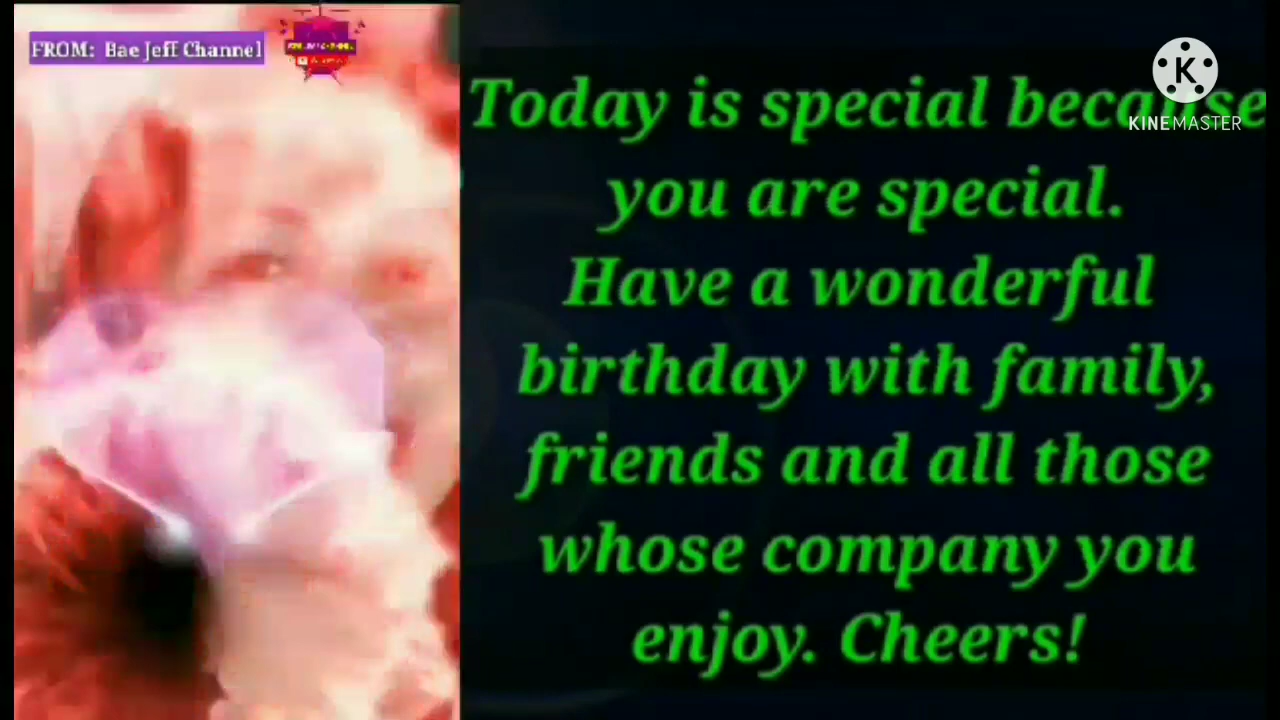 FROM: Bae Jeff Channel
Today is special because
you are special.
Have a wonderful
birthday with family,
friends and all those
whose company you
enjoy. Cheers!
K
KINEMASTER